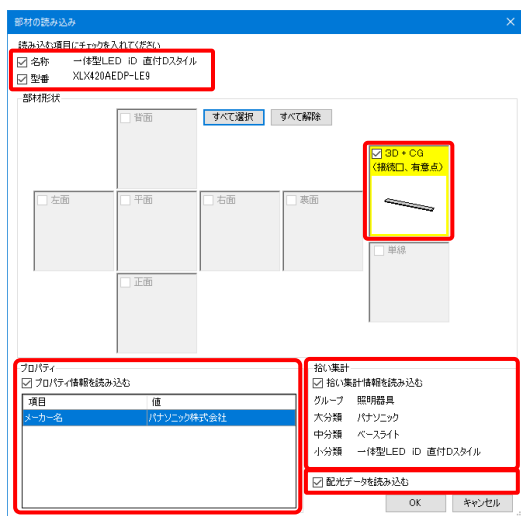 部材の読み込み
読み込む項目にチェックを入れてください
名称 一体型LED iD 直付Dスタイル
型番 XLX420AEDP-LE9
部材形状
背面
すべて選択 すべて解除
3D・CG
(接続口、有意点)
左面 平面 右面 裏面
単線
正面
プロパティ
プロパティ情報を読み込む
項目 値
メーカー名 パナソニック株式会社
拾い集計
拾い集計情報を読み込む
グループ 照明器具
大分類 パナソニック
中分類 ベースライト
小分類 一体型LED iD 直付Dスタイル
配光データを読み込む
OK キャンセル